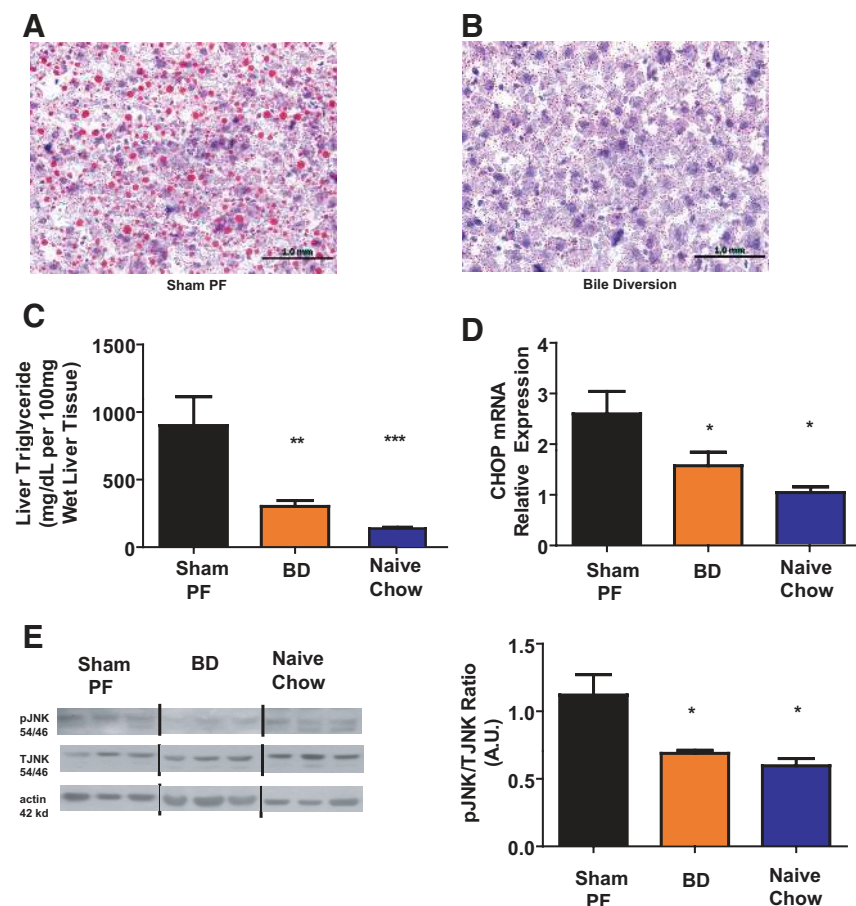 A
B
1.0 mm
1.0 mm
Sham PF
Bile Diversion
C
Liver Triglyceride
(mg/dL per 100mg
Wet Liver Tissue)
1500
1000
500
0
**
***
Sham
PF
BD
Naive
Chow
D
CHOP mRNA
Relative Expression
4
3
2
1
0
*
*
Sham
PF
BD
Naive
Chow
E
Sham
PF
BD
Naive
Chow
pJNK
54/46
TJNK
54/46
actin
42 kd
pJNK/TJNK Ratio
(A.U.)
1.5
1.0
0.5
0.0
*
*
Sham
PF
BD
Naive
Chow